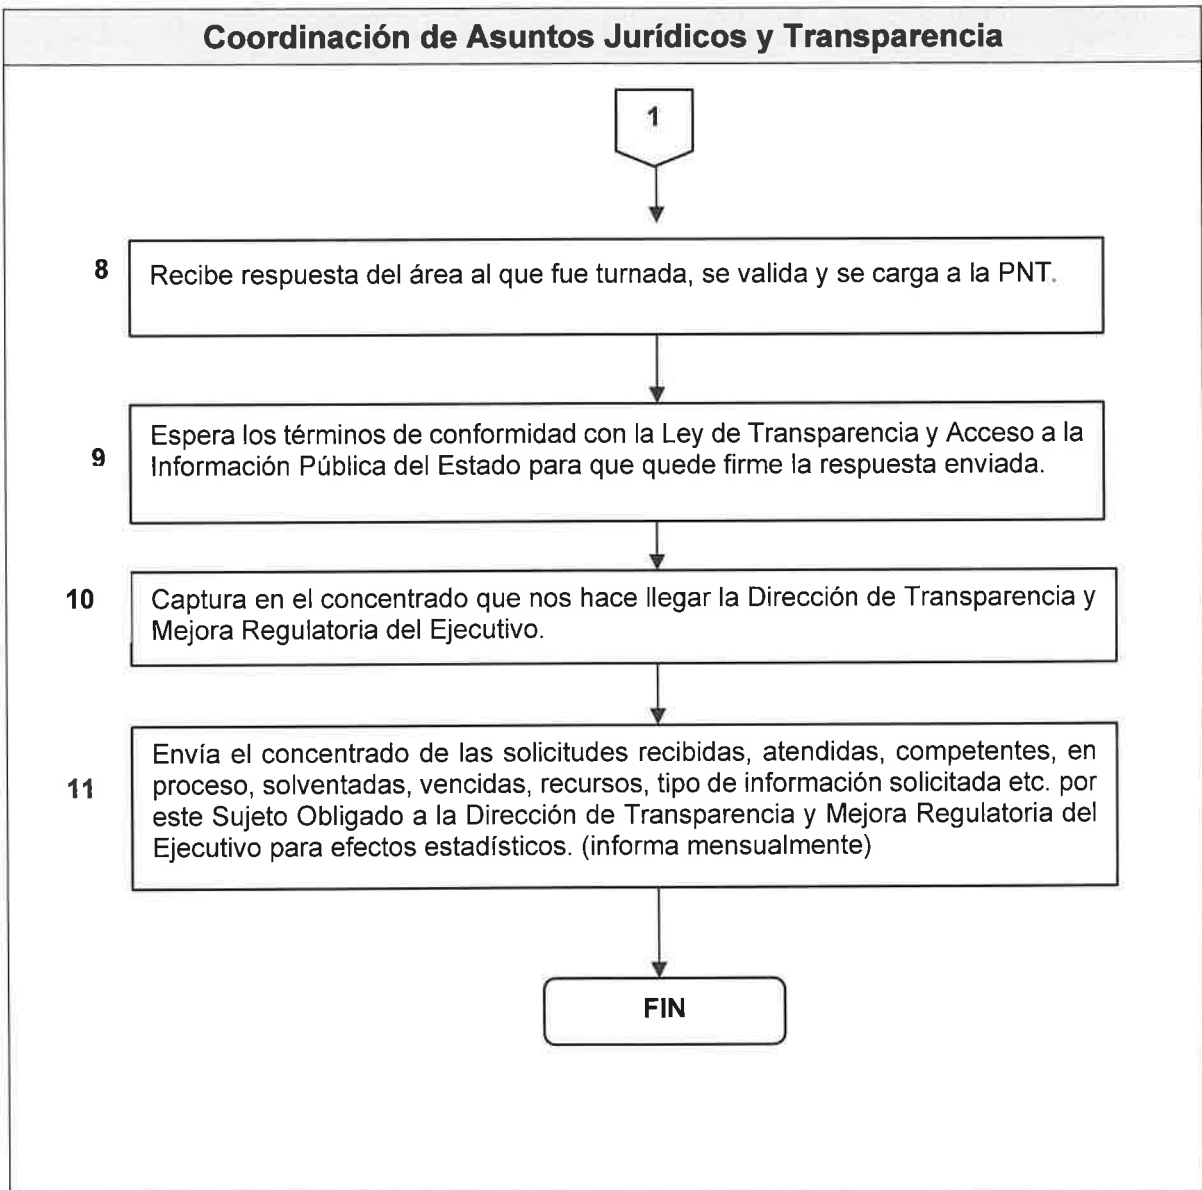 Coordinación de Asuntos Jurídicos y Transparencia
1
8
Recibe respuesta del área al que fue turnada, se valida y se carga a la PNT.
9
Espera los términos de conformidad con la Ley de Transparencia y Acceso a la
Información Pública del Estado para que quede firme la respuesta enviada.
10
Captura en el concentrado que nos hace llegar la Dirección de Transparencia y
Mejora Regulatoria del Ejecutivo.
11
Envía el concentrado de las solicitudes recibidas, atendidas, competentes, en
proceso, solventadas, vencidas, recursos, tipo de información solicitada etc. por
este Sujeto Obligado a la Dirección de Transparencia y Mejora Regulatoria del
Ejecutivo para efectos estadísticos. (informa mensualmente)
FIN